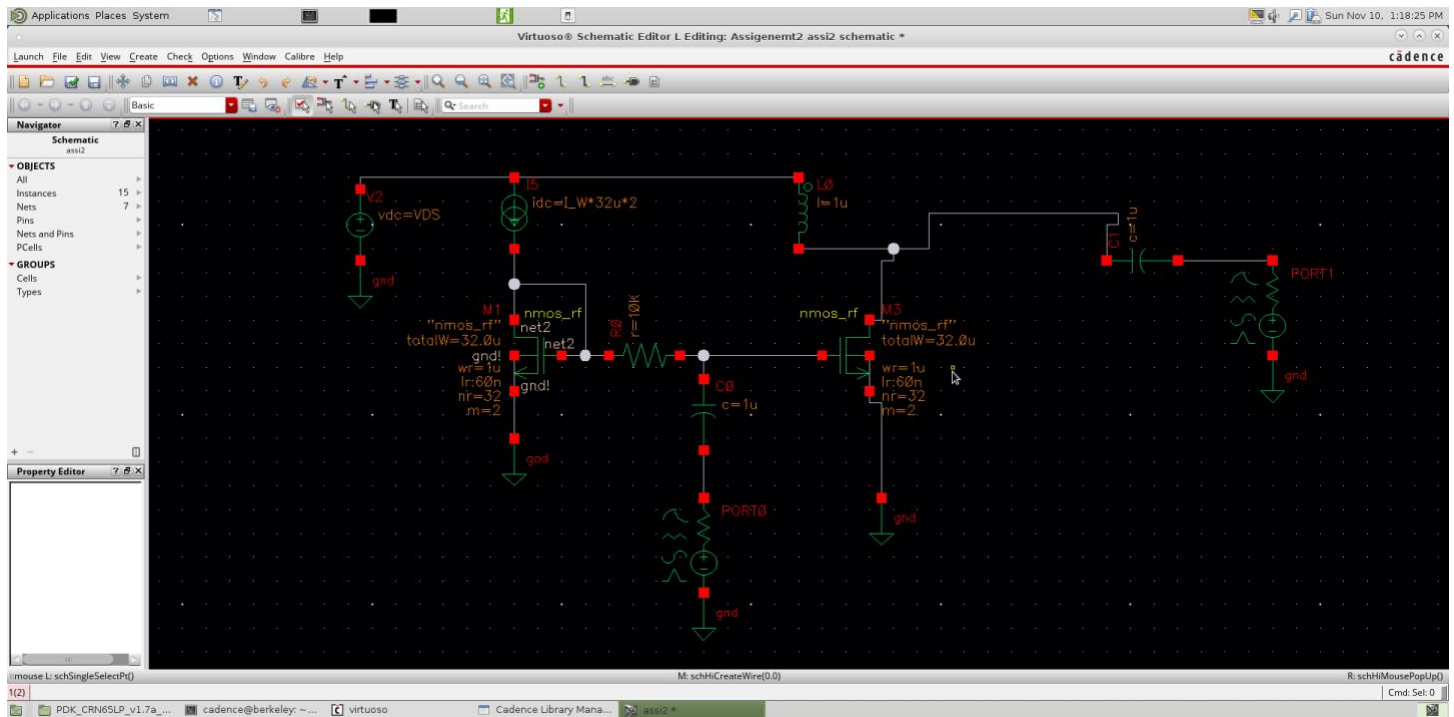 Applications Places System
Sun Nov 10, 1:18:25 PM
Virtuoso® Schematic Editor L Editing: Assigenemt2 assi2 schematic *
Launch File Edit View Create Check Options Window Calibre Help
cādence
Basic
Search
Navigator
Schematic
assi2
OBJECTS
All
Instances 15
Nets 7
Pins
Nets and Pins
PCells
GROUPS
Cells
Types
Property Editor
V2
vdc=VDS
gnd
I5
idc=I_W*32u*2
L0
l=1u
C1
c=1u
PORT1
gnd
M1
nmos_rf
"nmos_rf"
net2
totalW=32.0u
net2
gnd!
wr=1u
lr:60n
gnd!
nr=32
m=2
gnd
R0
r=10K
C0
c=1u
PORT0
gnd
nmos_rf
M3
"nmos_rf"
totalW=32.0u
wr=1u
lr:60n
nr=32
m=2
gnd
mouse L: schSingleSelectPt()
M: schHiCreateWire(0.0)
R: schHiMousePopUp()
1(2)
Cmd: Sel: 0
PDK_CRN65LP_v1.7a_...
cadence@berkeley: ~...
virtuoso
Cadence Library Mana...
assi2 *